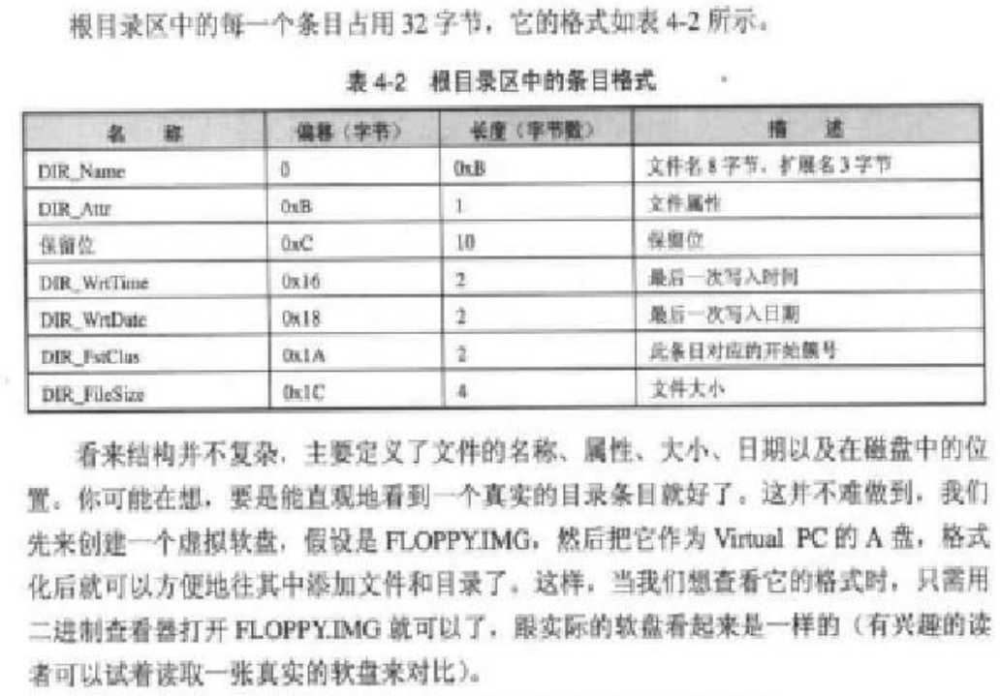 根目录区中的每一个条目占用 32 字节，它的格式如表 4-2 所示。
表 4-2 根目录区中的条目格式
名 称 偏移（字节） 长度（字节数） 描 述
DIR_Name 0 0xB 文件名 8 字节，扩展名 3 字节
DIR_Attr 0xB 1 文件属性
保留位 0xC 10 保留位
DIR_WrtTime 0x16 2 最后一次写入时间
DIR_WrtDate 0x18 2 最后一次写入日期
DIR_FstClus 0x1A 2 此条目对应的开始簇号
DIR_FileSize 0x1C 4 文件大小
看来结构并不复杂，主要定义了文件的名称、属性、大小、日期以及在磁盘中的位
置。你可能在想，要是能直观地看到一个真实的目录条目就好了。这并不难做到，我们
先来创建一个虚拟软盘，假设是 FLOPPY.IMG，然后把它作为 Virtual PC 的 A 盘，格式
化后就可以方便地往其中添加文件和目录了。这样，当我们想查看它的格式时，只需用
二进制查看器打开 FLOPPY.IMG 就可以了，跟实际的软盘看起来是一样的（有兴趣的读
者可以试着读取一张真实的软盘来对比）。